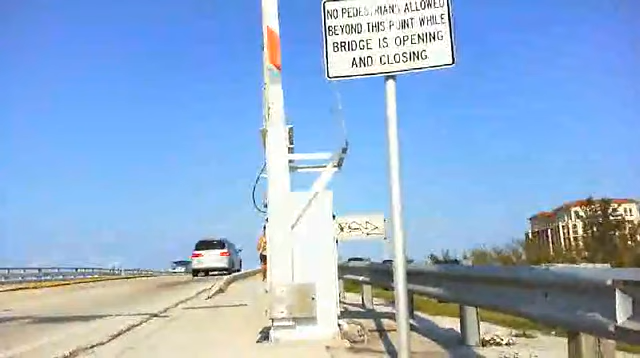 NO PEDESTRIANS ALLOWED
BEYOND THIS POINT WHILE
BRIDGE IS OPENING
AND CLOSING